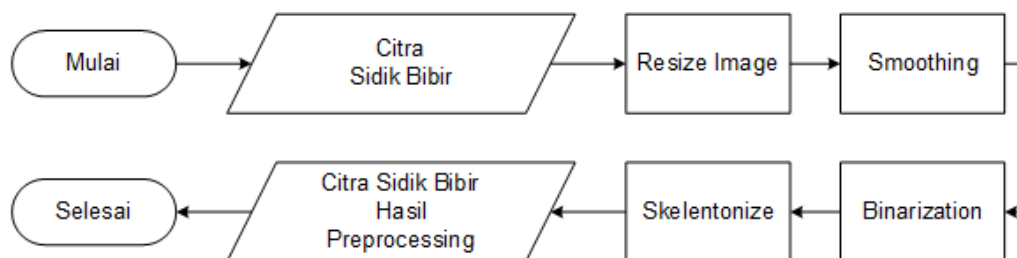 Mulai
Citra
Sidik Bibir
Resize Image
Smoothing
Selesai
Citra Sidik Bibir
Hasil
Preprocessing
Skelentonize
Binarization